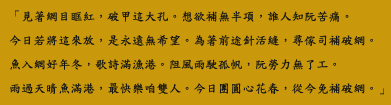 「見著網目眶紅，破甲這大孔。想欲補無半項，誰人知阮苦痛。
今日若將這來放，是永遠無希望。為著前途針活縫，尋傢司補破網。
魚入網好年冬，歌詩滿漁港。阻風雨駛孤帆，阮勞力無了工。
雨過天晴魚滿港，最快樂咱雙人。今日團圓心花春，從今免補破網。」